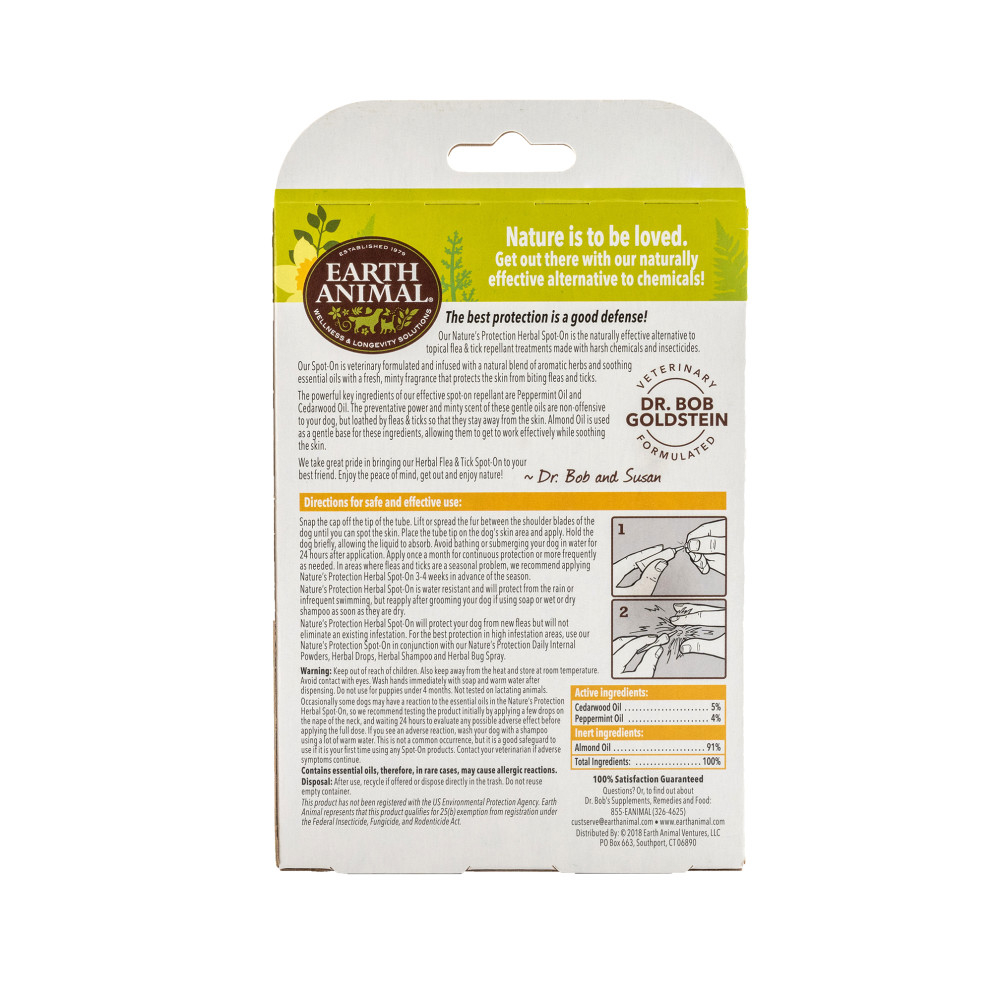 Nature is to be loved.
Get out there with our naturally
effective alternative to chemicals!
ESTABLISHED 1979
EARTH
ANIMAL®
WELLNESS & LONGEVITY SOLUTIONS
The best protection is a good defense!
Our Nature's Protection Herbal Spot-On is the naturally effective alternative to
topical flea & tick repellant treatments made with harsh chemicals and insecticides.
Our Spot-On is veterinary formulated and infused with a natural blend of aromatic herbs and soothing
essential oils with a fresh, minty fragrance that protects the skin from biting fleas and ticks.
The powerful key ingredients of our effective spot-on repellant are Peppermint Oil and
Cedarwood Oil. The preventative power and minty scent of these gentle oils are non-offensive
to your dog, but loathed by fleas & ticks so that they stay away from the skin. Almond Oil is used
as a gentle base for these ingredients, allowing them to get to work effectively while soothing
the skin.
We take great pride in bringing our Herbal Flea & Tick Spot-On to your
best friend. Enjoy the peace of mind, get out and enjoy nature!
~ Dr. Bob and Susan
VETERINARY
DR. BOB
GOLDSTEIN
FORMULATED
Directions for safe and effective use:
Snap the cap off the tip of the tube. Lift or spread the fur between the shoulder blades of the
dog until you can spot the skin. Place the tube tip on the dog's skin area and apply. Hold the
dog briefly, allowing the liquid to absorb. Avoid bathing or submerging your dog in water for
24 hours after application. Apply once a month for continuous protection or more frequently
as needed. In areas where fleas and ticks are a seasonal problem, we recommend applying
Nature's Protection Herbal Spot-On 3-4 weeks in advance of the season.
Nature's Protection Herbal Spot-On is water resistant and will protect from the rain or
infrequent swimming, but reapply after grooming your dog if using soap or wet or dry
shampoo as soon as they are dry.
Nature's Protection Herbal Spot-On will protect your dog from new fleas but will not
eliminate an existing infestation. For the best protection in high infestation areas, use our
Nature's Protection Spot-On in conjunction with our Nature's Protection Daily Internal
Powders, Herbal Drops, Herbal Shampoo and Herbal Bug Spray.
1
2
Warning: Keep out of reach of children. Also keep away from the heat and store at room temperature.
Avoid contact with eyes. Wash hands immediately with soap and warm water after
dispensing. Do not use for puppies under 4 months. Not tested on lactating animals.
Occasionally some dogs may have a reaction to the essential oils in the Nature's Protection
Herbal Spot-On, so we recommend testing the product initially by applying a few drops on
the nape of the neck, and waiting 24 hours to evaluate any possible adverse effect before
applying the full dose. If you see an adverse reaction, wash your dog with a shampoo
using a lot of warm water. This is not a common occurrence, but it is a good safeguard to
use if it is your first time using any Spot-On products. Contact your veterinarian if adverse
symptoms continue.
Contains essential oils, therefore, in rare cases, may cause allergic reactions.
Disposal: After use, recycle if offered or dispose directly in the trash. Do not reuse
empty container.
This product has not been registered with the US Environmental Protection Agency. Earth
Animal represents that this product qualifies for 25(b) exemption from registration under
the Federal Insecticide, Fungicide, and Rodenticide Act.
Active ingredients:
Cedarwood Oil ..................... 5%
Peppermint Oil ..................... 4%
Inert ingredients:
Almond Oil ....................... 91%
Total Ingredients: ................ 100%
100% Satisfaction Guaranteed
Questions? Or, to find out about
Dr. Bob's Supplements, Remedies and Food:
855-EANIMAL (326-4625)
custserve@earthanimal.com • www.earthanimal.com
Distributed By: © 2018 Earth Animal Ventures, LLC
PO Box 663, Southport, CT 06890